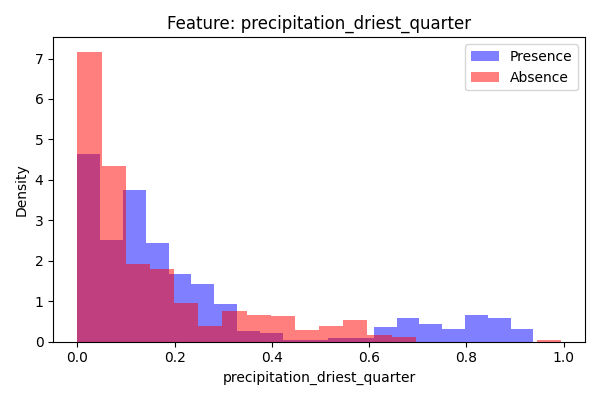 Feature: precipitation_driest_quarter
Presence
Absence
Density
7
6
5
4
3
2
1
0
0.0 0.2 0.4 0.6 0.8 1.0
precipitation_driest_quarter